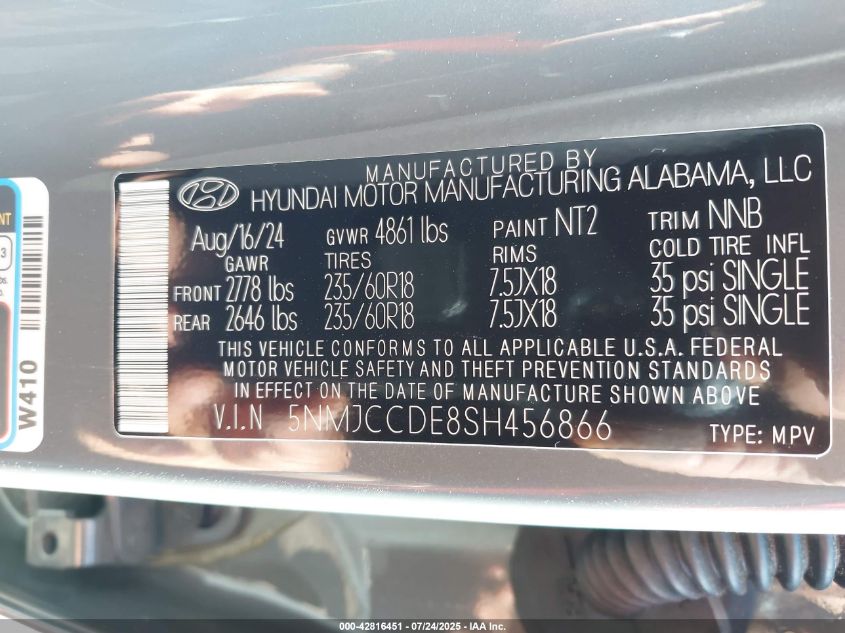 MANUFACTURED BY
HYUNDAI MOTOR MANUFACTURING ALABAMA, LLC
Aug/16/24 GVWR 4861 lbs PAINT NT2 TRIM NNB
GAWR TIRES RIMS COLD TIRE INFL
FRONT 2778 lbs 235/60R18 7.5JX18 35 psi SINGLE
REAR 2646 lbs 235/60R18 7.5JX18 35 psi SINGLE
THIS VEHICLE CONFORMS TO ALL APPLICABLE U.S.A. FEDERAL
MOTOR VEHICLE SAFETY AND THEFT PREVENTION STANDARDS
IN EFFECT ON THE DATE OF MANUFACTURE SHOWN ABOVE
V.I.N 5NMJCCDE8SH456866 TYPE: MPV
W410
000-42816451 / 07/24/2025 - IAA Inc.